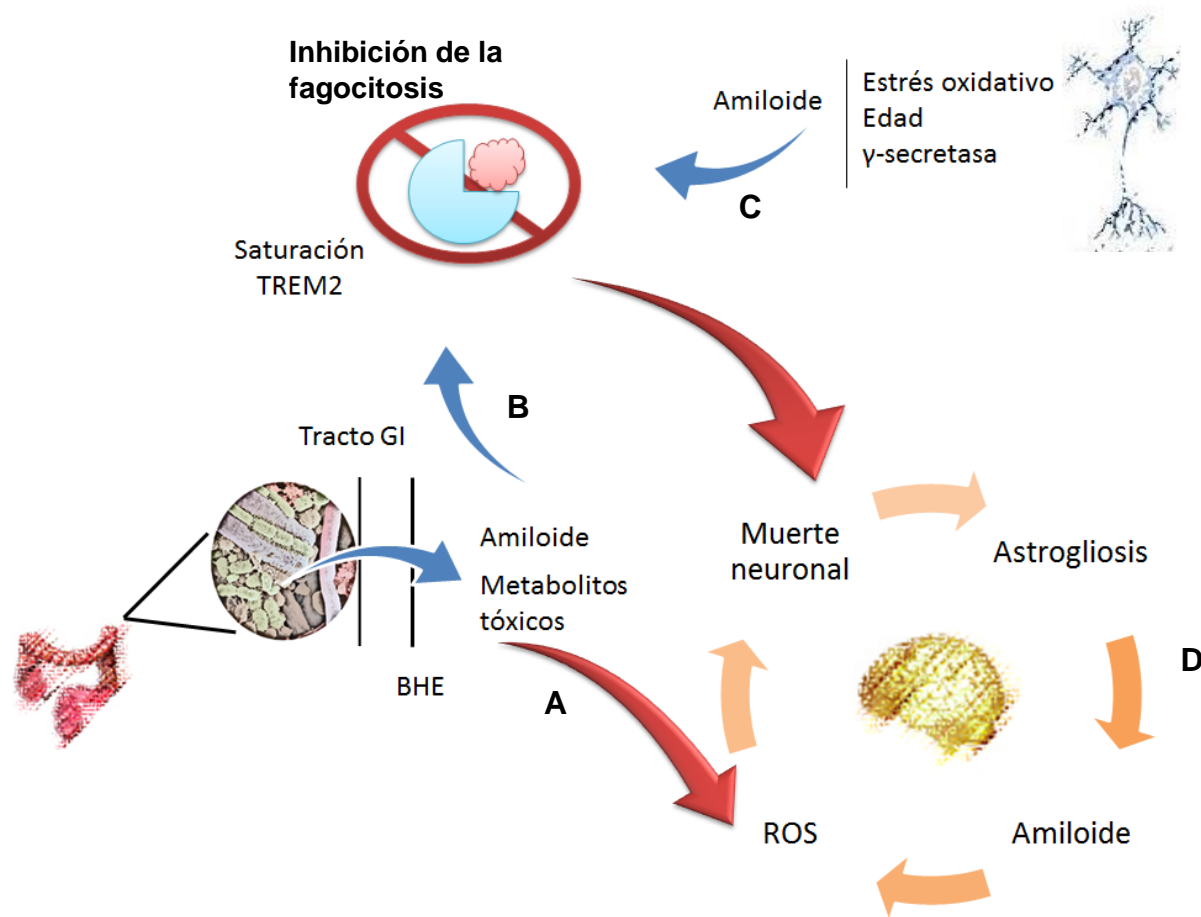 Inhibición de la
fagocitosis
Amiloide
Estrés oxidativo
Edad
γ-secretasa
C
Saturación
TREM2
B
Tracto GI
Amiloide
Metabolitos
tóxicos
BHE
A
Muerte
neuronal
Astrogliosis
D
ROS
Amiloide